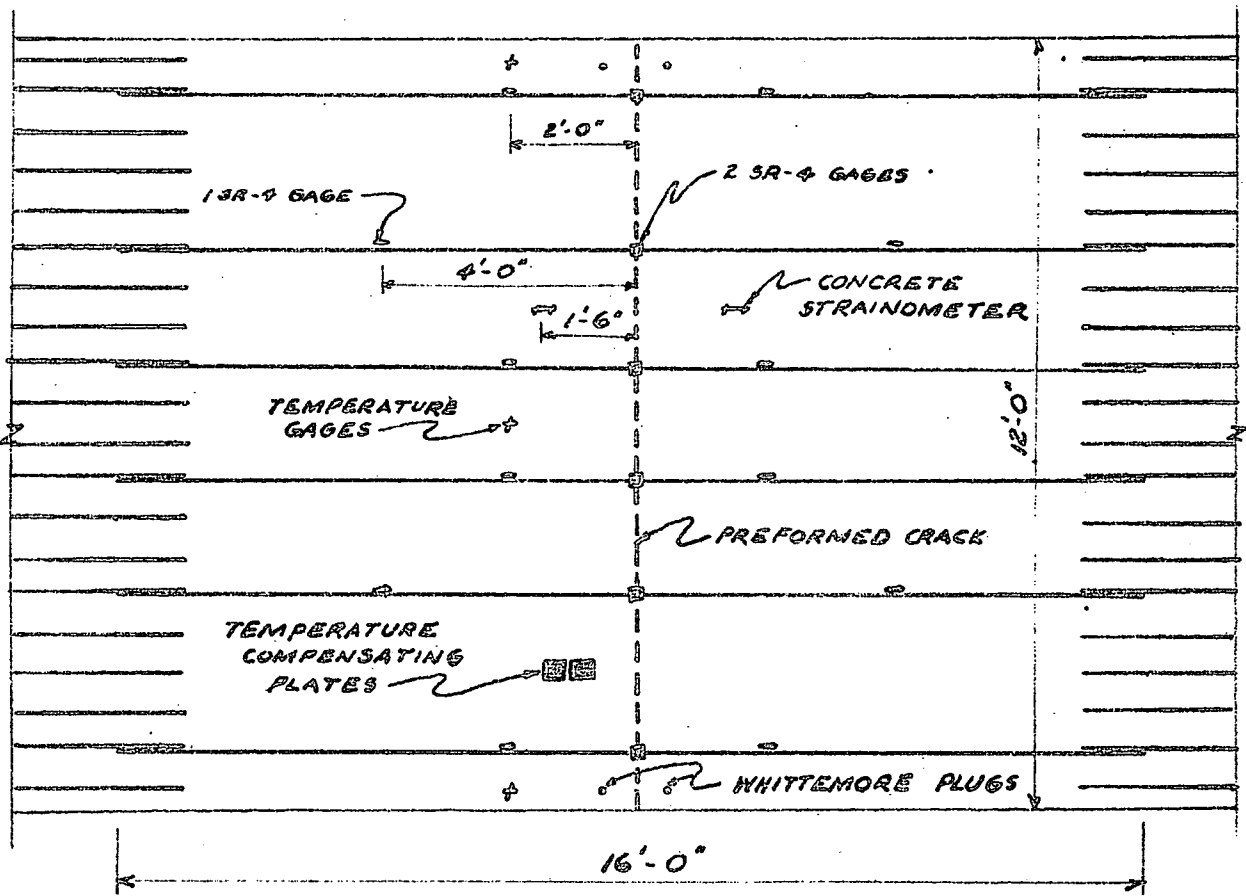 2'-0"
1 SR-4 GAGE
2 SR-4 GAGES
4'-0"
CONCRETE
STRAINOMETER
1'-6"
TEMPERATURE
GAGES
12'-0"
PREFORMED CRACK
TEMPERATURE
COMPENSATING
PLATES
WHITTEMORE PLUGS
16'-0"